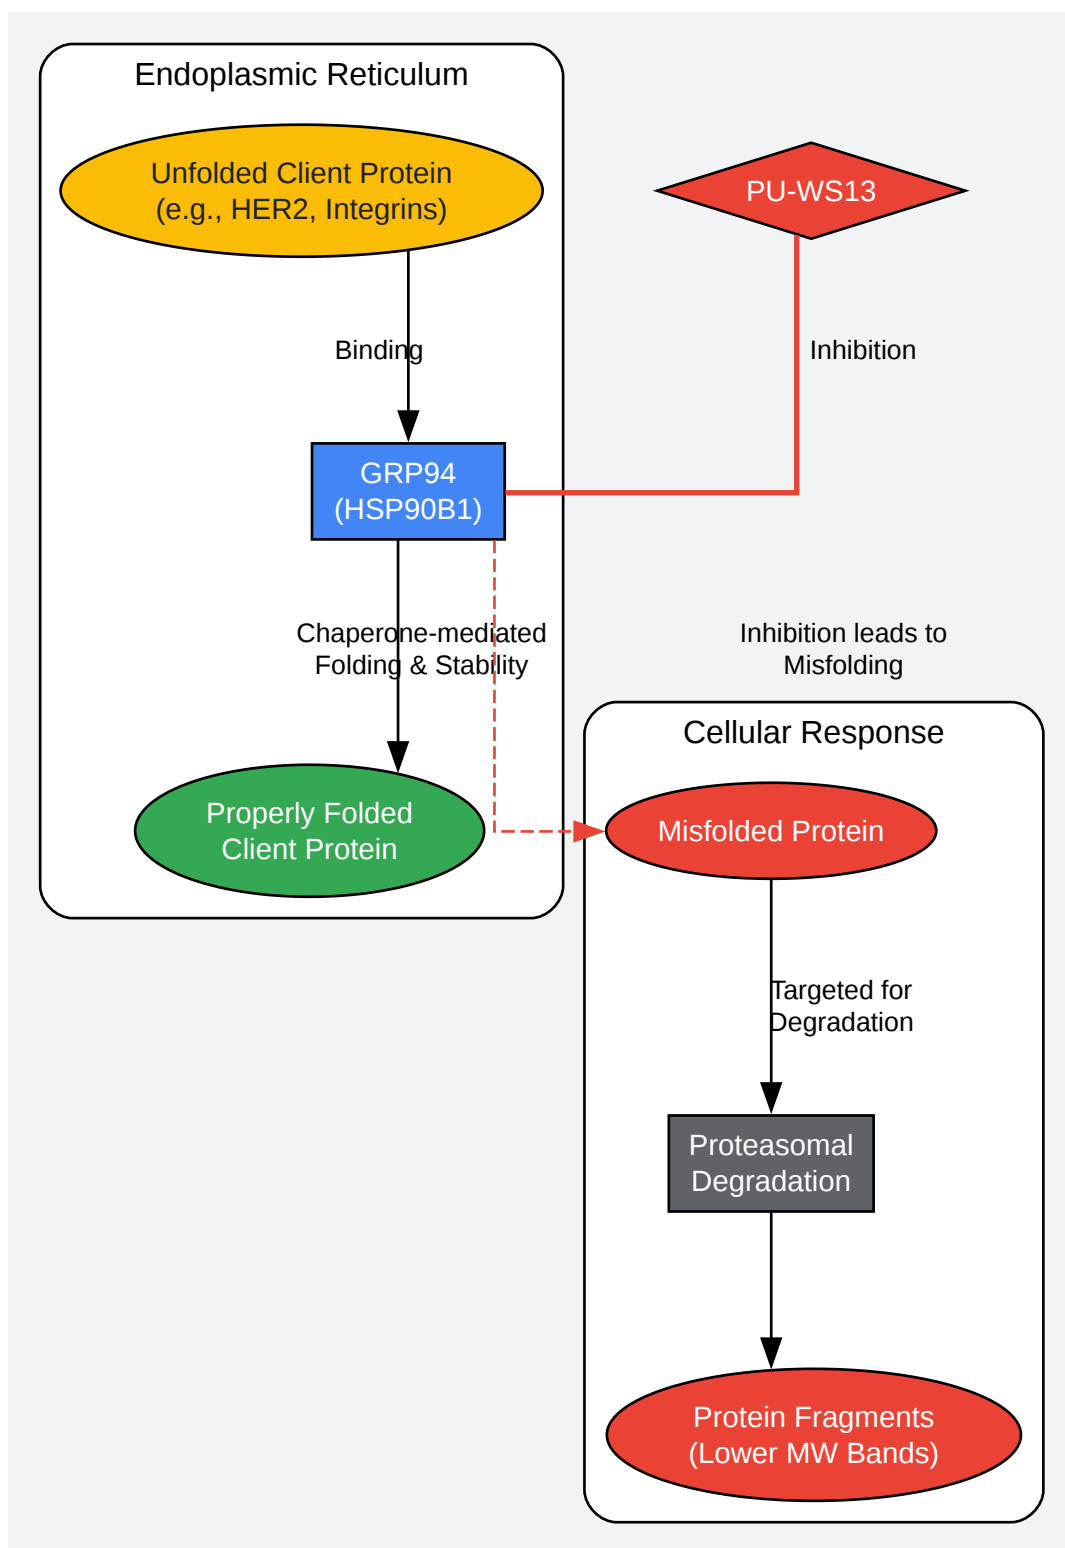 Endoplasmic Reticulum
Unfolded Client Protein
(e.g., HER2, Integrins)
PU-WS13
Binding
Inhibition
GRP94
(HSP90B1)
Chaperone-mediated
Folding & Stability
Inhibition leads to
Misfolding
Cellular Response
Properly Folded
Client Protein
Misfolded Protein
Targeted for
Degradation
Proteasomal
Degradation
Protein Fragments
(Lower MW Bands)